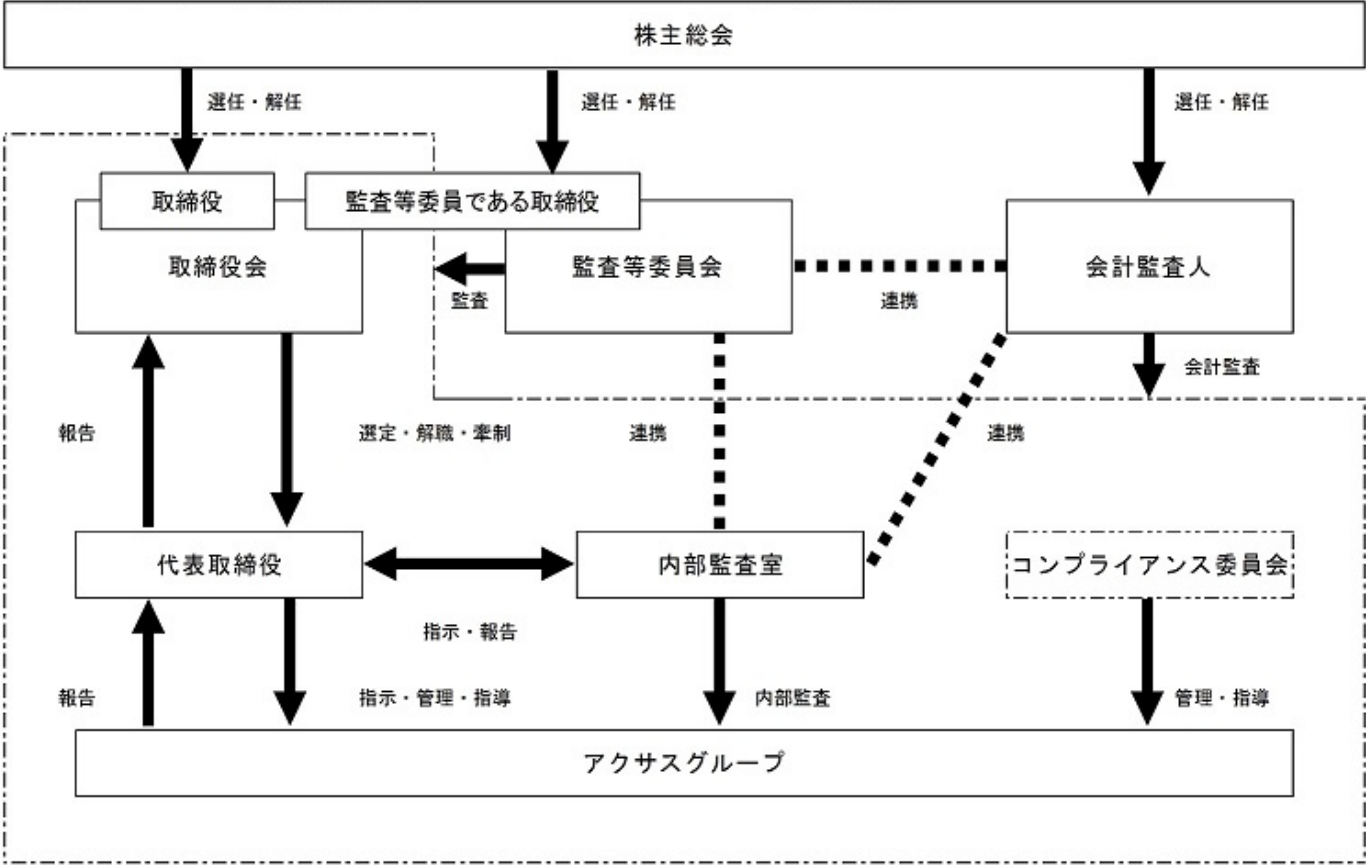 株主総会
選任・解任
選任・解任
選任・解任
取締役
監査等委員である取締役
取締役会
監査等委員会
会計監査人
監査
連携
会計監査
報告
選定・解職・牽制
連携
連携
代表取締役
内部監査室
コンプライアンス委員会
指示・報告
報告
指示・管理・指導
内部監査
管理・指導
アクサスグループ